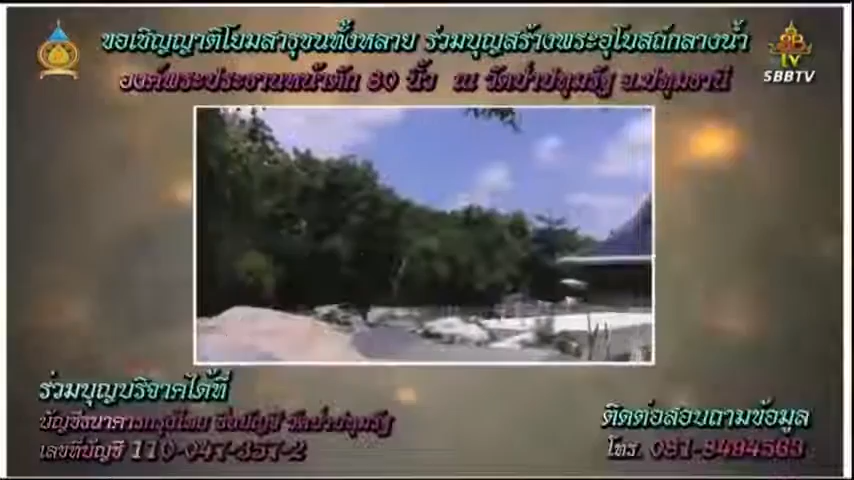 ขอเชิญญาติโยมสาธุชนทั้งหลาย ร่วมบุญสร้างพระอุโบสถ์กลางน้ำ
องค์พระประธานหน้าตัก 80 นิ้ว ณ วัดป่าปทุมรัฐ จ.ปทุมธานี
SBBTV
ร่วมบุญบริจาคได้ที่
บัญชีธนาคารกรุงไทย ชื่อบัญชี วัดป่าปทุมรัฐ
เลขที่บัญชี 110-047-357-2
ติดต่อสอบถามข้อมูล
โทร. 081-9494563